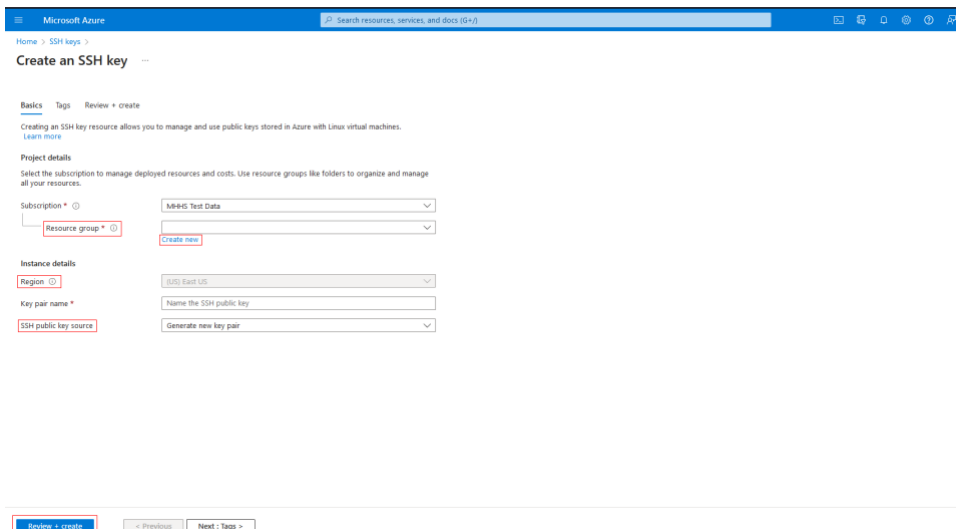 Microsoft Azure
Search resources, services, and docs (G+/)
Home > SSH keys >
Create an SSH key ...
Basics Tags Review + create
Creating an SSH key resource allows you to manage and use public keys stored in Azure with Linux virtual machines.
Learn more
Project details
Select the subscription to manage deployed resources and costs. Use resource groups like folders to organize and manage
all your resources.
Subscription * MHHS Test Data
Resource group *
Create new
Instance details
Region (US) East US
Key pair name * Name the SSH public key
SSH public key source Generate new key pair
Review + create < Previous Next : Tags >